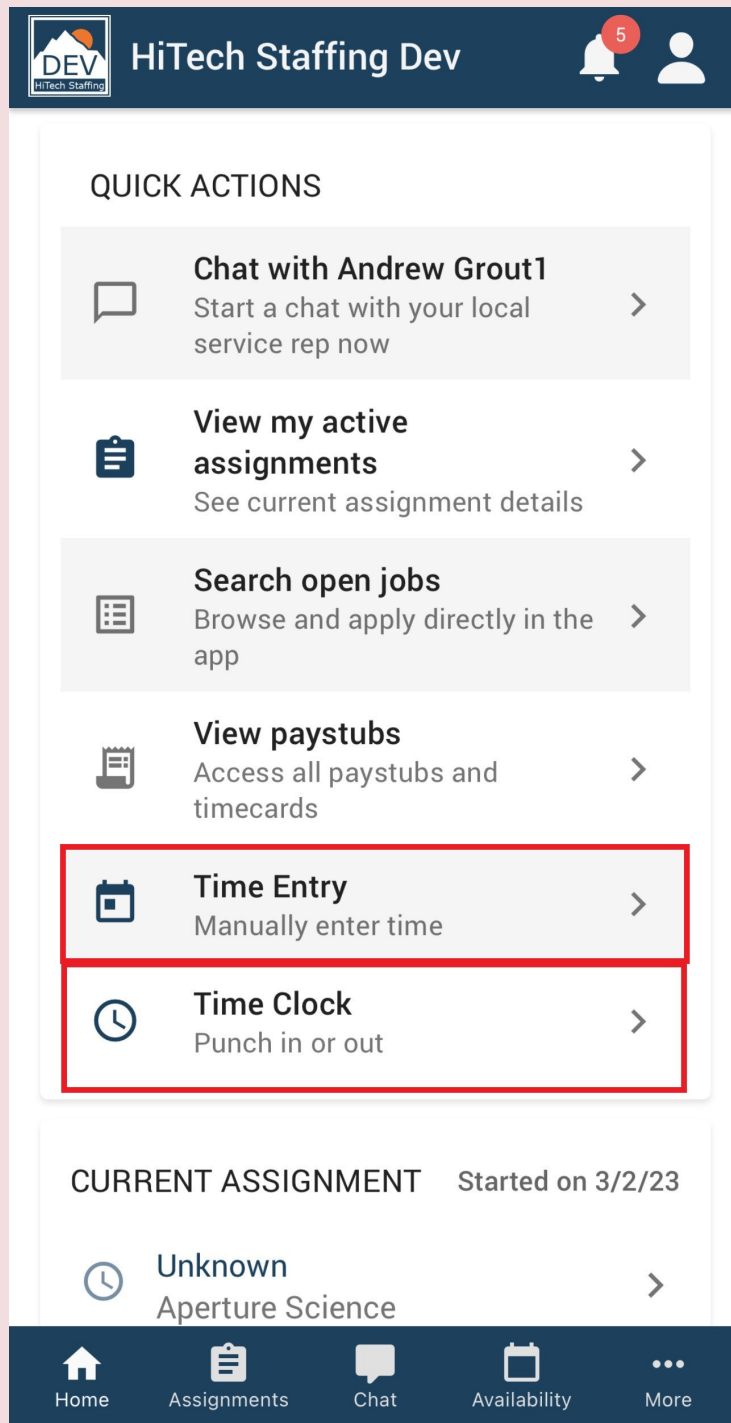 DEV
HiTech Staffing
HiTech Staffing Dev
5
QUICK ACTIONS
Chat with Andrew Grout1
Start a chat with your local
service rep now
View my active
assignments
See current assignment details
Search open jobs
Browse and apply directly in the
app
View paystubs
Access all paystubs and
timecards
Time Entry
Manually enter time
Time Clock
Punch in or out
CURRENT ASSIGNMENT Started on 3/2/23
Unknown
Aperture Science
Home Assignments Chat Availability More